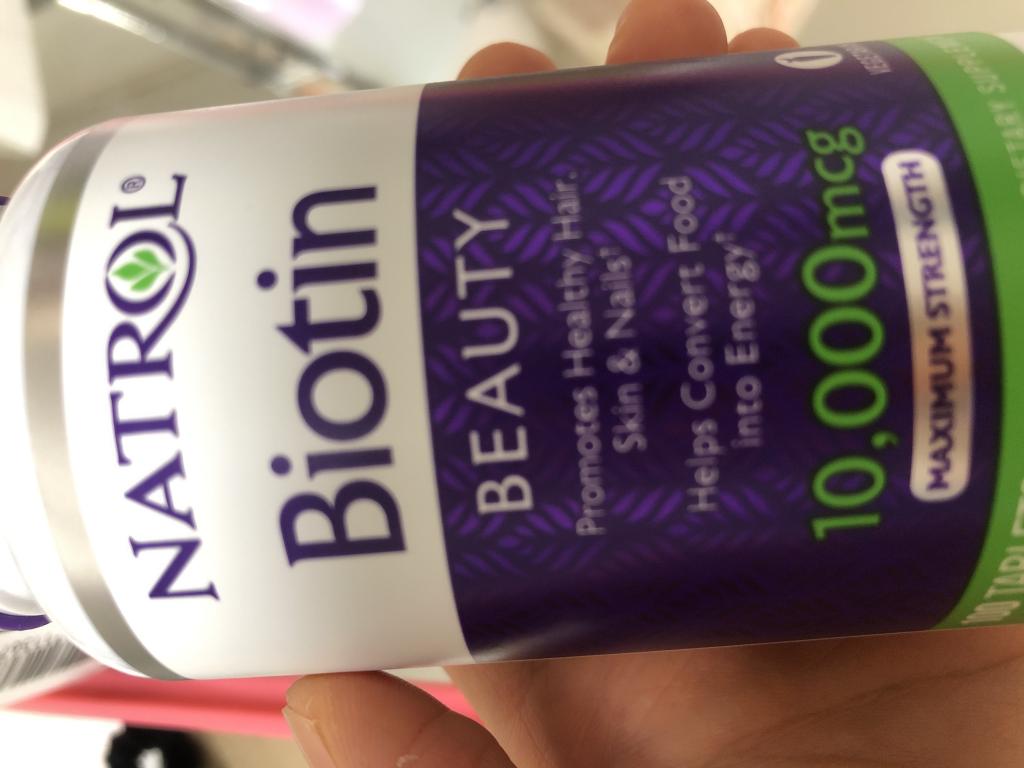 NATROL®
Biotin
BEAUTY
Promotes Healthy Hair,
Skin & Nails†
Helps Convert Food
into Energy†
10,000mcg
MAXIMUM STRENGTH